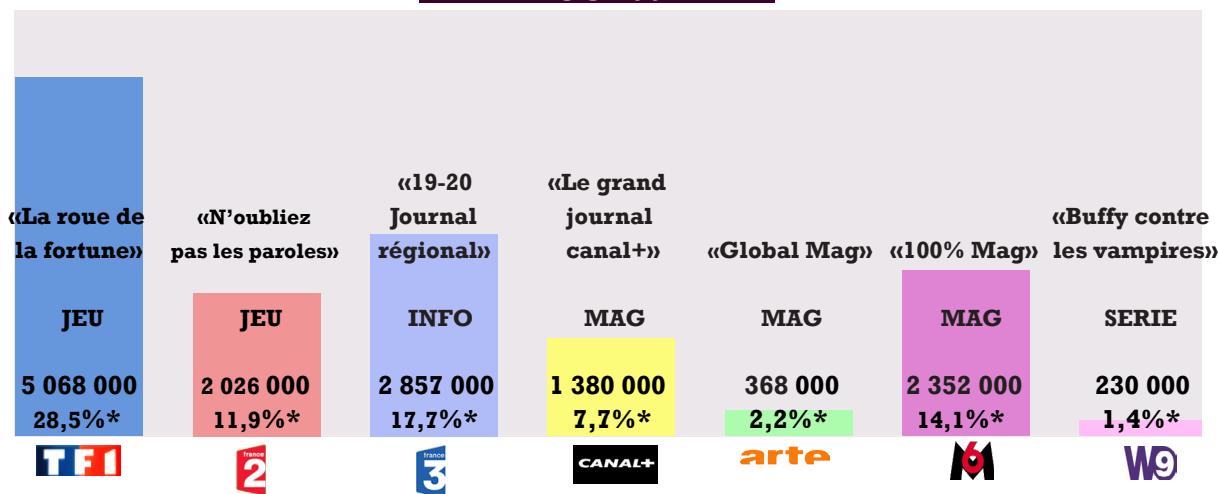 «La roue de
la fortune»
JEU
5 068 000
28,5%*
TF1
«N’oubliez
pas les paroles»
JEU
2 026 000
11,9%*
france
2
«19-20
Journal
régional»
INFO
2 857 000
17,7%*
france
3
«Le grand
journal
canal+»
MAG
1 380 000
7,7%*
CANAL+
«Global Mag»
MAG
368 000
2,2%*
arte
«100% Mag»
MAG
2 352 000
14,1%*
M6
«Buffy contre
les vampires»
SERIE
230 000
1,4%*
W9